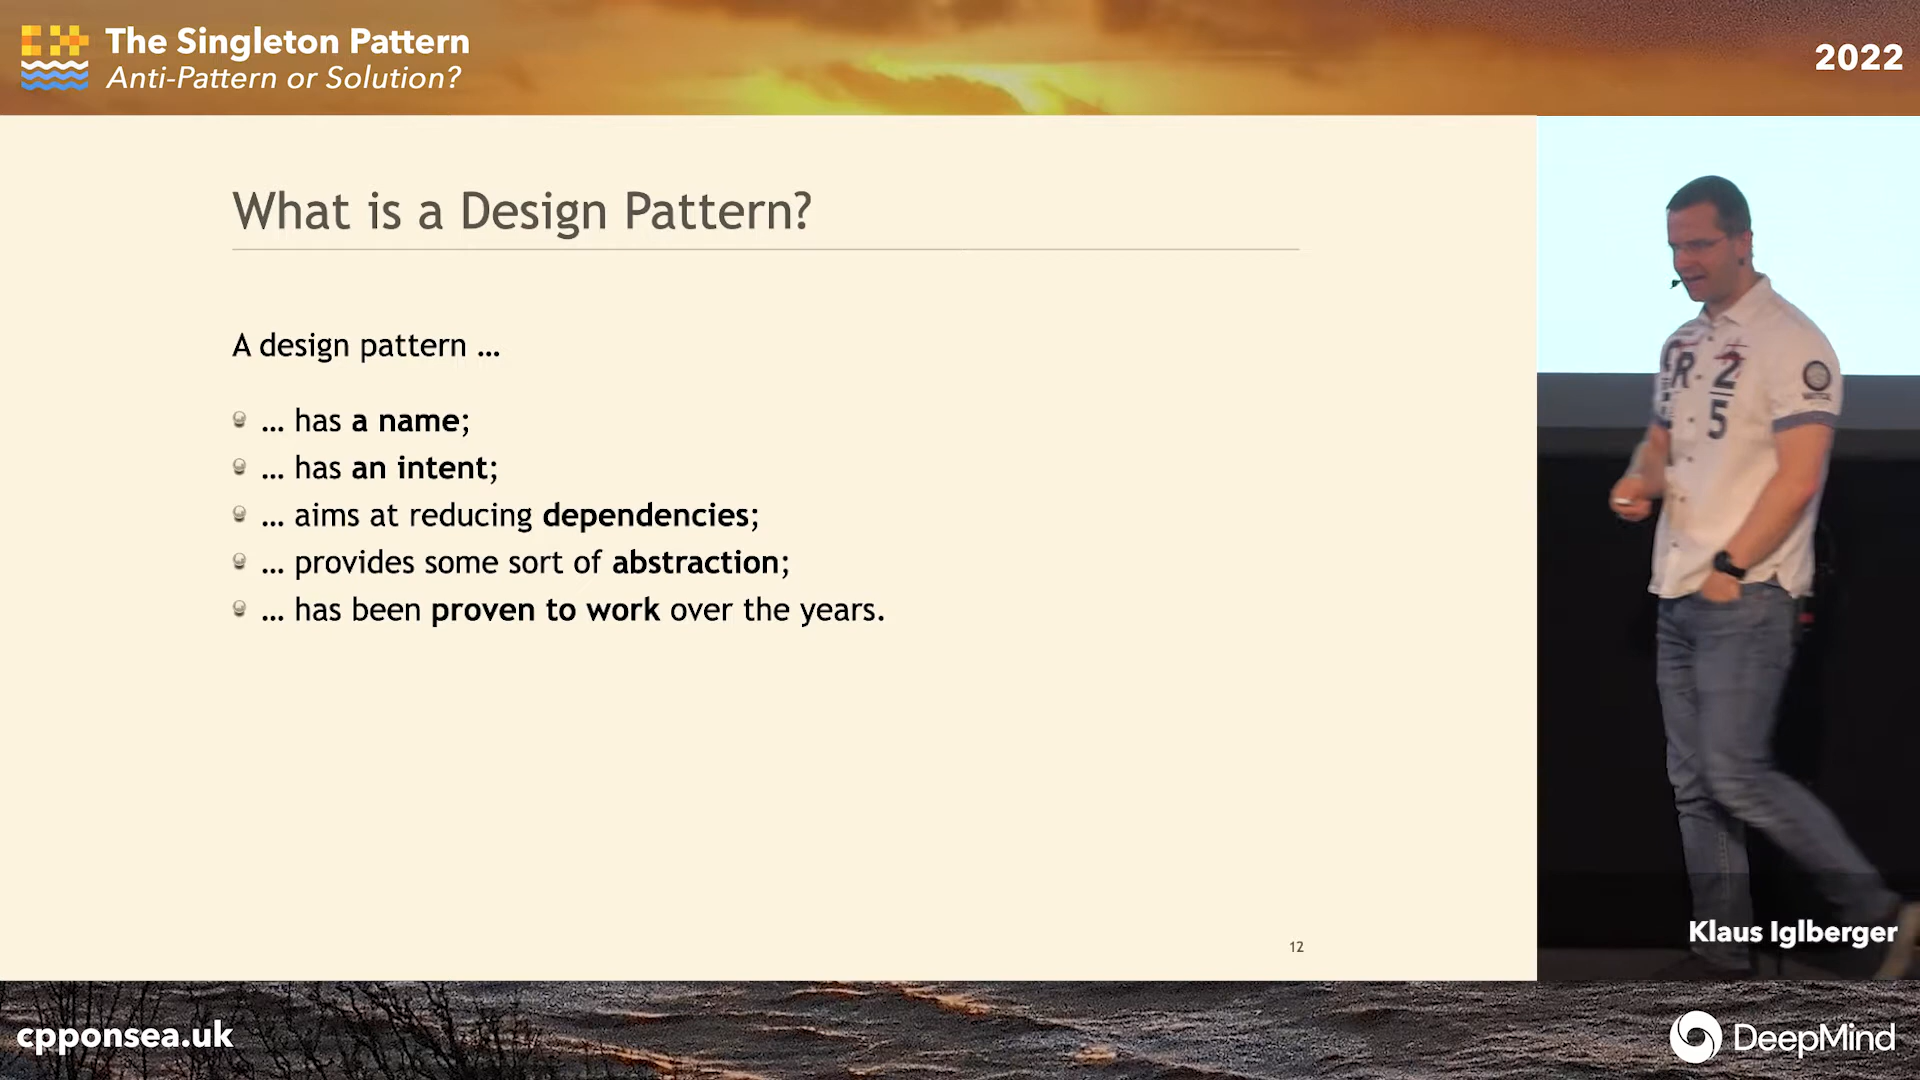 The Singleton Pattern
Anti-Pattern or Solution?
2022
What is a Design Pattern?
A design pattern …
… has a name;
… has an intent;
… aims at reducing dependencies;
… provides some sort of abstraction;
… has been proven to work over the years.
12
R 2
5
Klaus Iglberger
cpponsea.uk
DeepMind